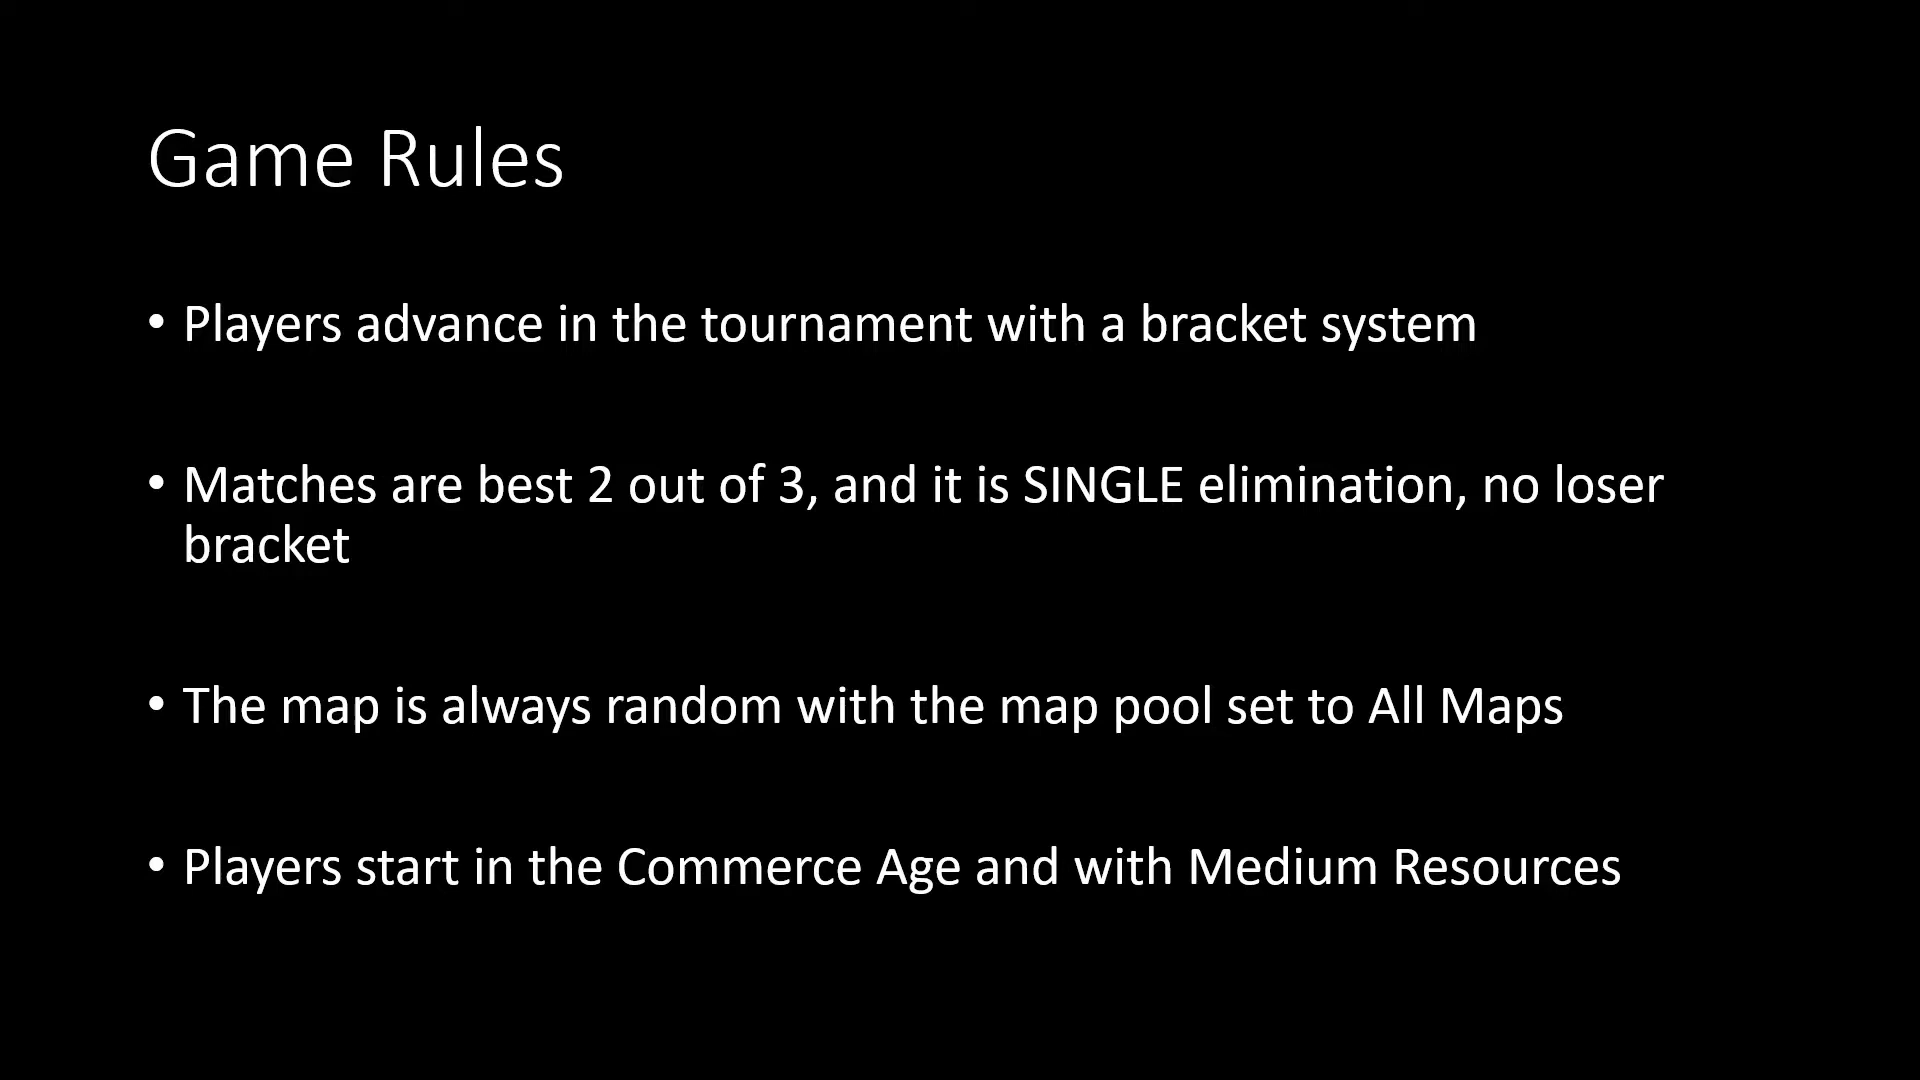 Game Rules
• Players advance in the tournament with a bracket system
• Matches are best 2 out of 3, and it is SINGLE elimination, no loser
bracket
• The map is always random with the map pool set to All Maps
• Players start in the Commerce Age and with Medium Resources